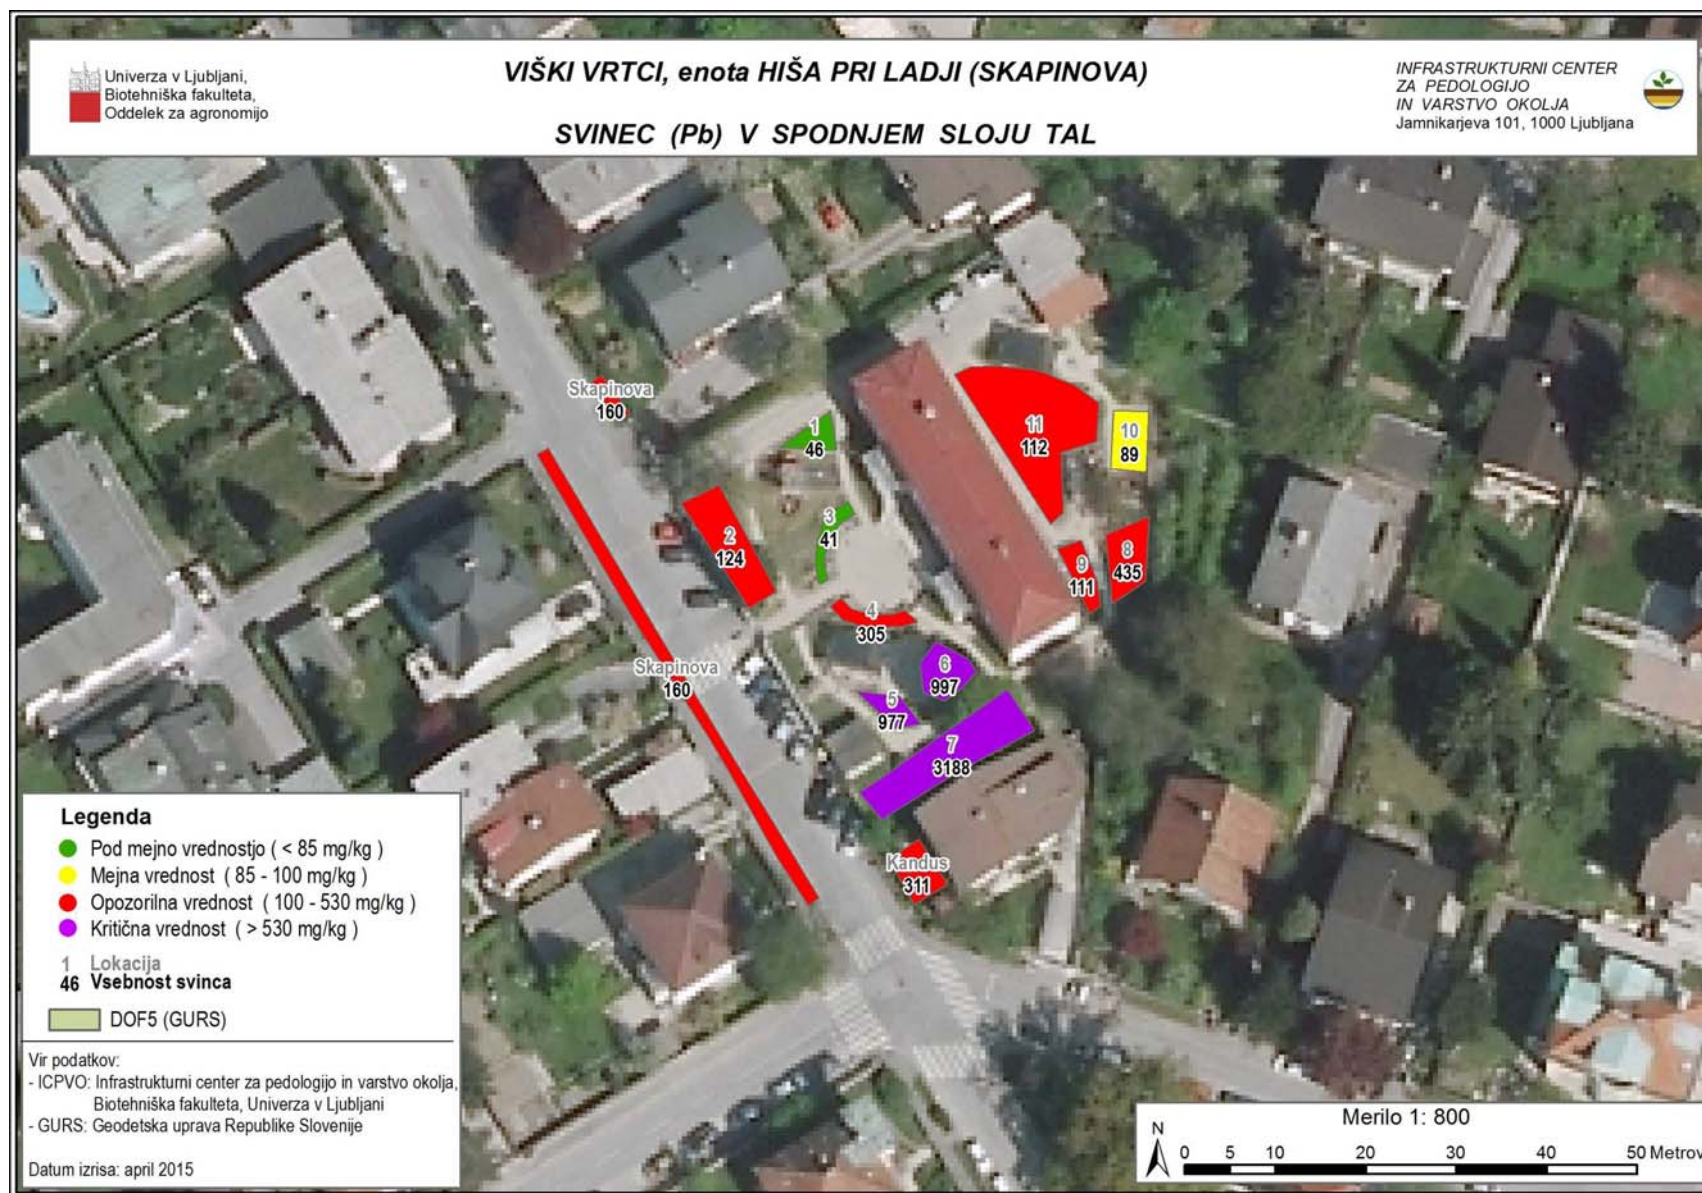 Univerza v Ljubljani,
Biotehniška fakulteta,
Oddelek za agronomijo
VIŠKI VRTCI, enota HIŠA PRI LADJI (SKAPINOVA)
SVINEC (Pb) V SPODNJEM SLOJU TAL
INFRASTRUKTURNI CENTER
ZA PEDOLOGIJO
IN VARSTVO OKOLJA
Jamnikarjeva 101, 1000 Ljubljana
Skapinova
160
1
46
11
112
10
89
2
124
3
41
9
111
8
435
4
305
Skapinova
160
6
997
5
977
7
3188
Kandus
311
Legenda
Pod mejno vrednostjo ( < 85 mg/kg )
Mejna vrednost ( 85 - 100 mg/kg )
Opozorilna vrednost ( 100 - 530 mg/kg )
Kritična vrednost ( > 530 mg/kg )
1 Lokacija
46 Vsebnost svinca
DOF5 (GURS)
Vir podatkov:
- ICPVO: Infrastrukturni center za pedologijo in varstvo okolja,
Biotehniška fakulteta, Univerza v Ljubljani
- GURS: Geodetska uprava Republike Slovenije
Datum izrisa: april 2015
Merilo 1: 800
N
0 5 10 20 30 40 50 Metrov